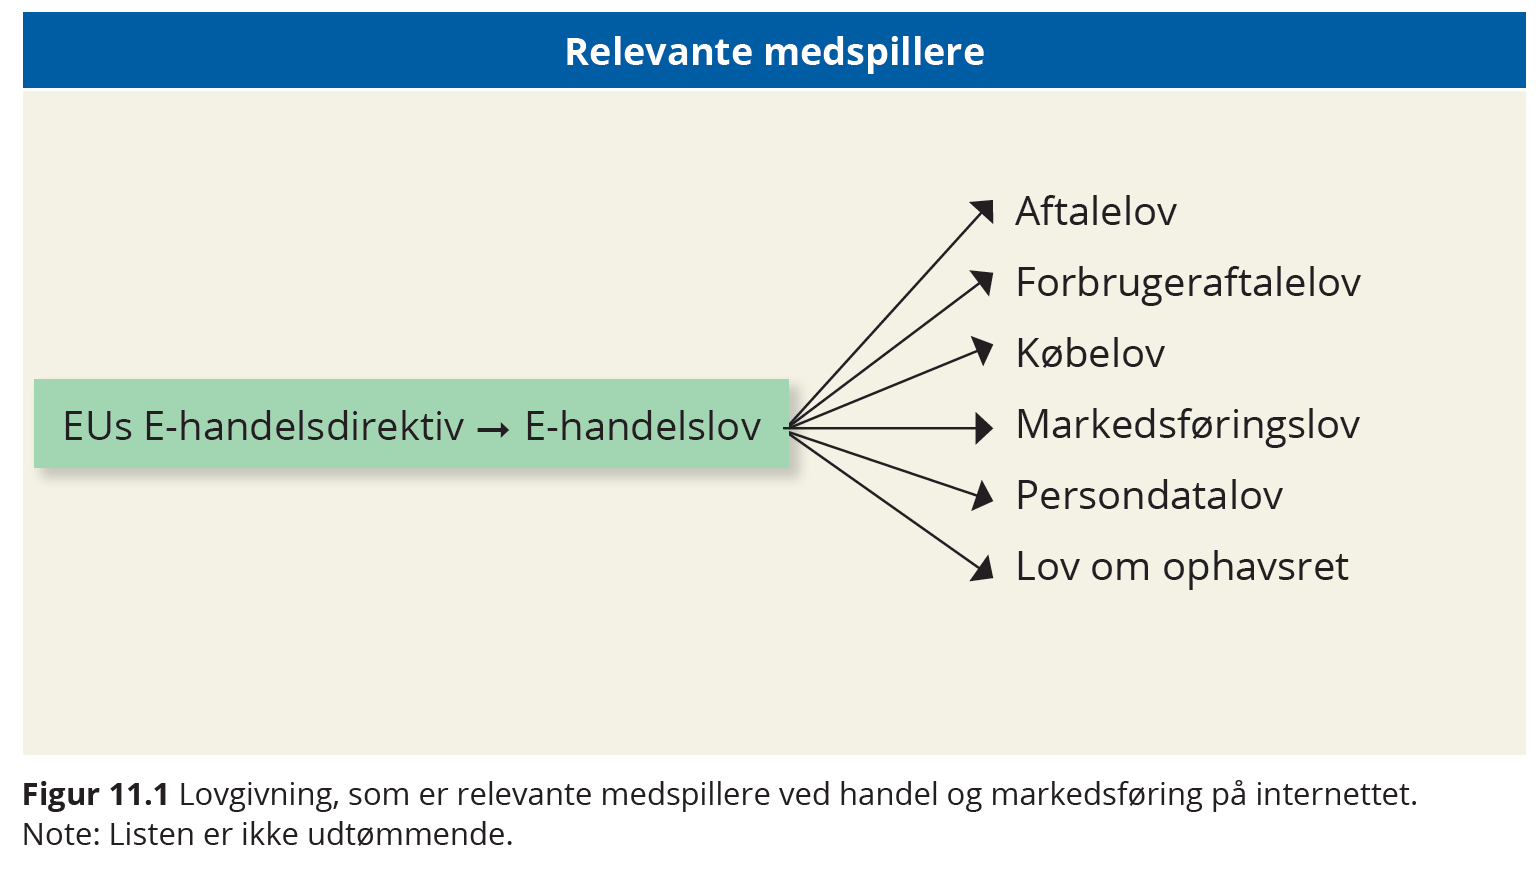 Relevante medspillere
Aftalelov
Forbrugeraftalelov
Købelov
EUs E-handelsdirektiv → E-handelslov
Markedsføringslov
Persondatalov
Lov om ophavsret
Figur 11.1 Lovgivning, som er relevante medspillere ved handel og markedsføring på internettet.
Note: Listen er ikke udtømmende.